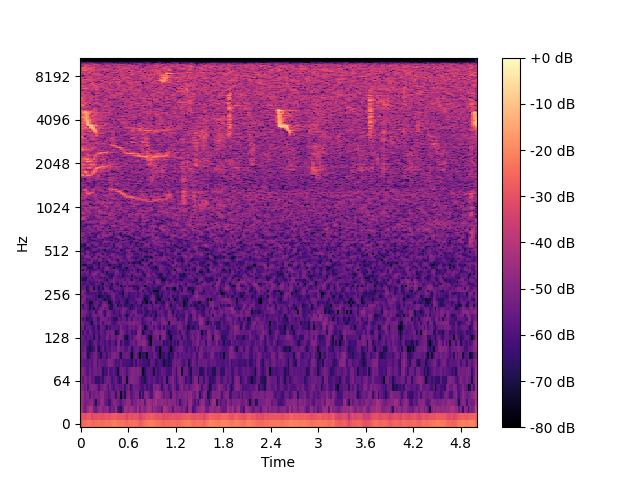 8192
4096
2048
1024
512
256
128
64
0
Hz
0 0.6 1.2 1.8 2.4 3 3.6 4.2 4.8
Time
+0 dB
-10 dB
-20 dB
-30 dB
-40 dB
-50 dB
-60 dB
-70 dB
-80 dB